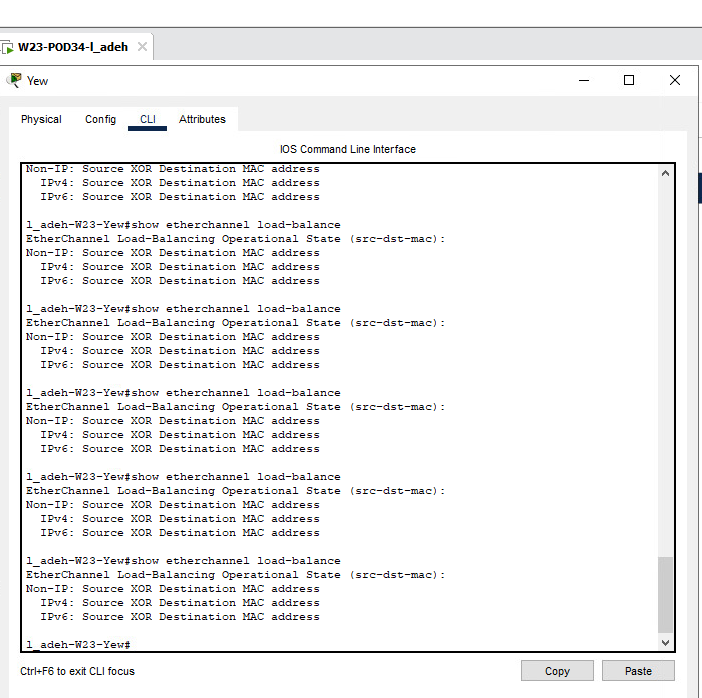 W23-POD34-l_adeh
Yew
Physical Config CLI Attributes
IOS Command Line Interface
Non-IP: Source XOR Destination MAC address
  IPv4: Source XOR Destination MAC address
  IPv6: Source XOR Destination MAC address

l_adeh-W23-Yew#show etherchannel load-balance
EtherChannel Load-Balancing Operational State (src-dst-mac):
Non-IP: Source XOR Destination MAC address
  IPv4: Source XOR Destination MAC address
  IPv6: Source XOR Destination MAC address

l_adeh-W23-Yew#show etherchannel load-balance
EtherChannel Load-Balancing Operational State (src-dst-mac):
Non-IP: Source XOR Destination MAC address
  IPv4: Source XOR Destination MAC address
  IPv6: Source XOR Destination MAC address

l_adeh-W23-Yew#show etherchannel load-balance
EtherChannel Load-Balancing Operational State (src-dst-mac):
Non-IP: Source XOR Destination MAC address
  IPv4: Source XOR Destination MAC address
  IPv6: Source XOR Destination MAC address

l_adeh-W23-Yew#show etherchannel load-balance
EtherChannel Load-Balancing Operational State (src-dst-mac):
Non-IP: Source XOR Destination MAC address
  IPv4: Source XOR Destination MAC address
  IPv6: Source XOR Destination MAC address

l_adeh-W23-Yew#show etherchannel load-balance
EtherChannel Load-Balancing Operational State (src-dst-mac):
Non-IP: Source XOR Destination MAC address
  IPv4: Source XOR Destination MAC address
  IPv6: Source XOR Destination MAC address

l_adeh-W23-Yew#
Ctrl+F6 to exit CLI focus
Copy Paste